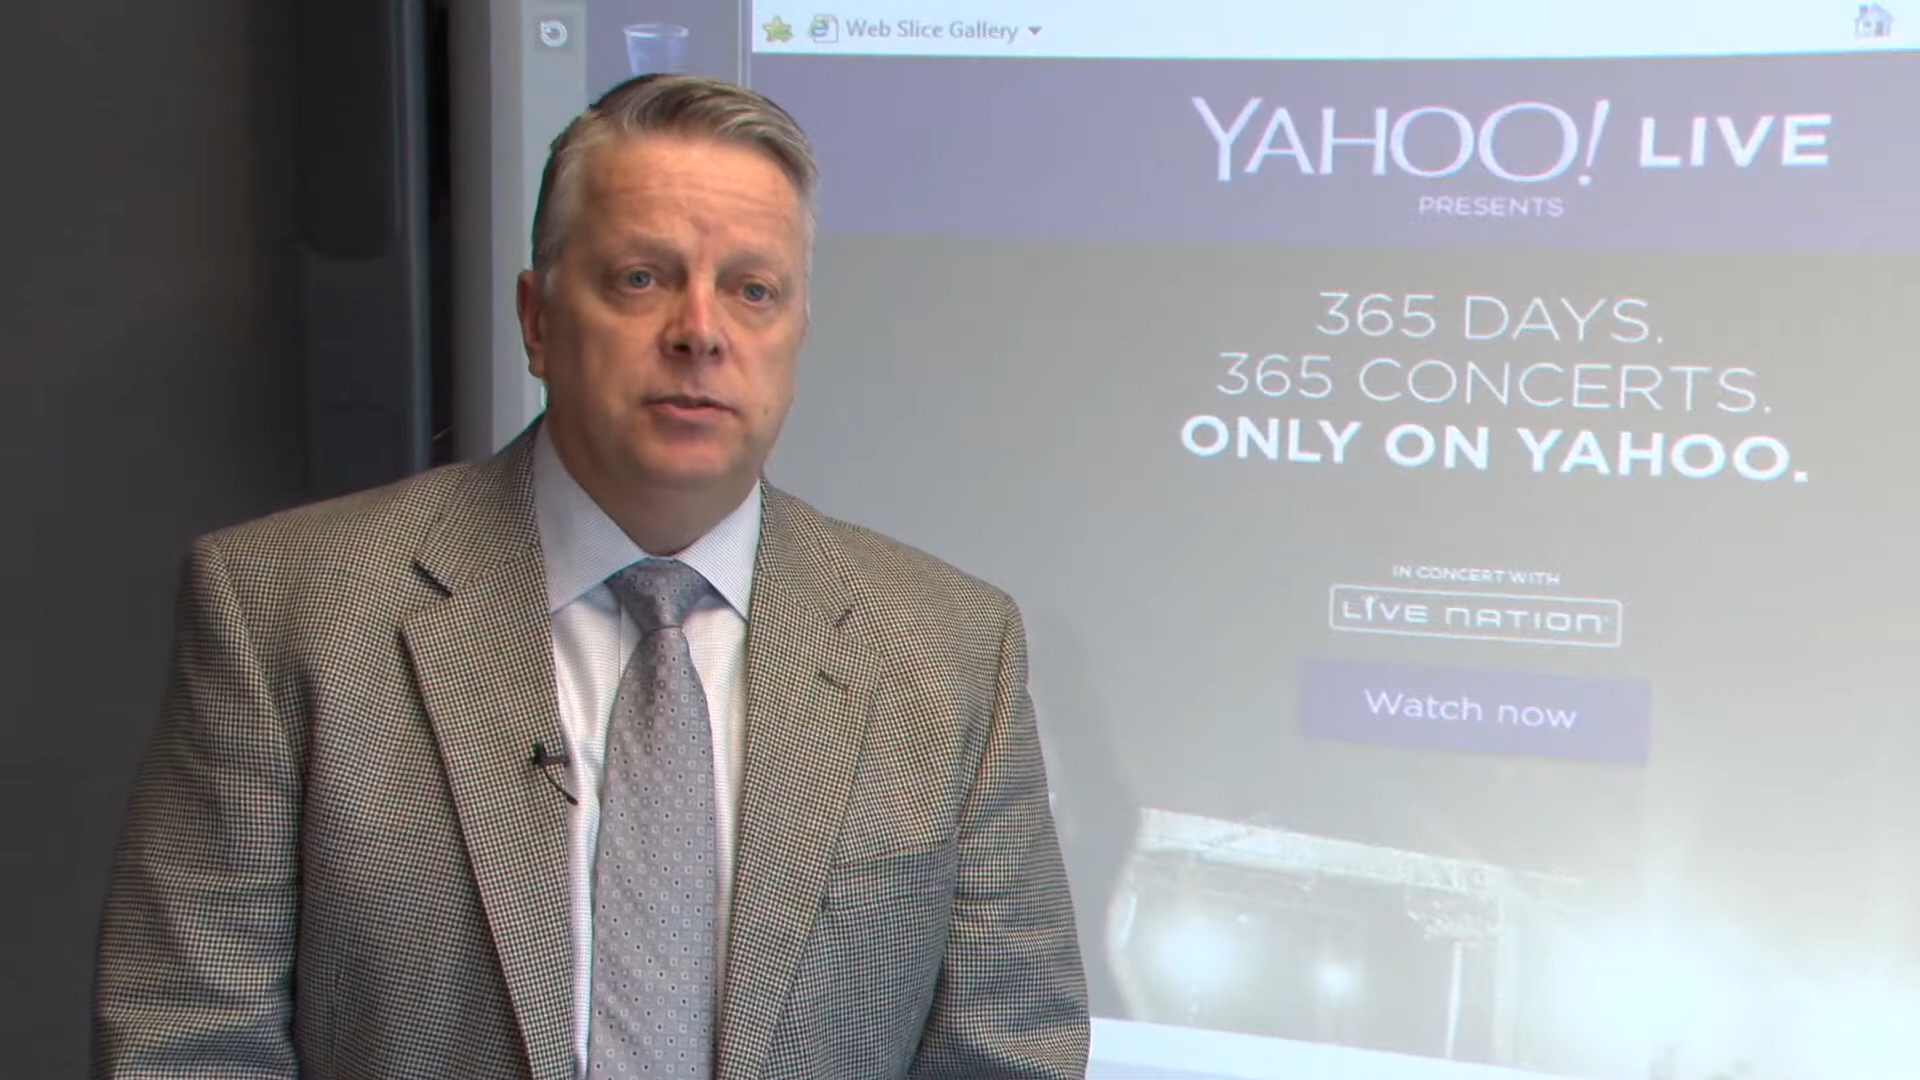 Web Slice Gallery
YAHOO! LIVE
PRESENTS
365 DAYS.
365 CONCERTS.
ONLY ON YAHOO.
IN CONCERT WITH
LIVE NATION
Watch now